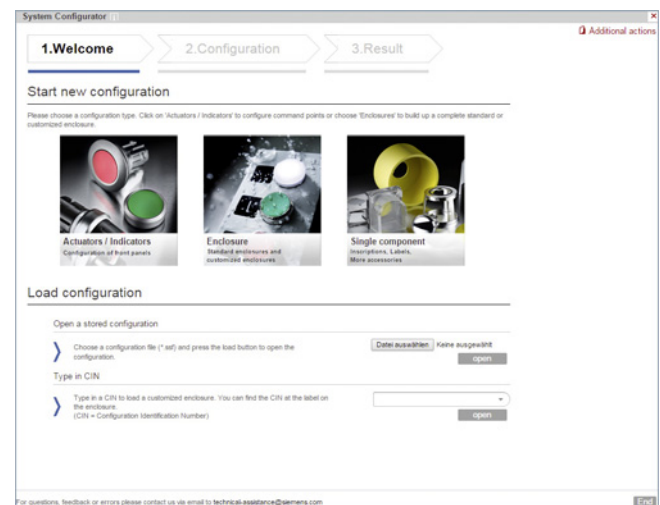 System Configurator
Additional actions
1.Welcome
2.Configuration
3.Result
Start new configuration
Please choose a configuration type. Click on 'Actuators / Indicators' to configure command points or choose 'Enclosures' to build up a complete standard or
customized enclosure.
Actuators / Indicators
Configuration of front panels
Enclosure
Standard enclosures and
customized enclosures
Single component
Inscriptions, Labels,
More accessories
Load configuration
Open a stored configuration
Choose a configuration file (*.ssf) and press the load button to open the
configuration.
Datei auswählen Keine ausgewählt
open
Type in CIN
Type in a CIN to load a customized enclosure. You can find the CIN at the label on
the enclosure.
(CIN = Configuration Identification Number)
open
For questions, feedback or errors please contact us via email to technical-assistance@siemens.com
End